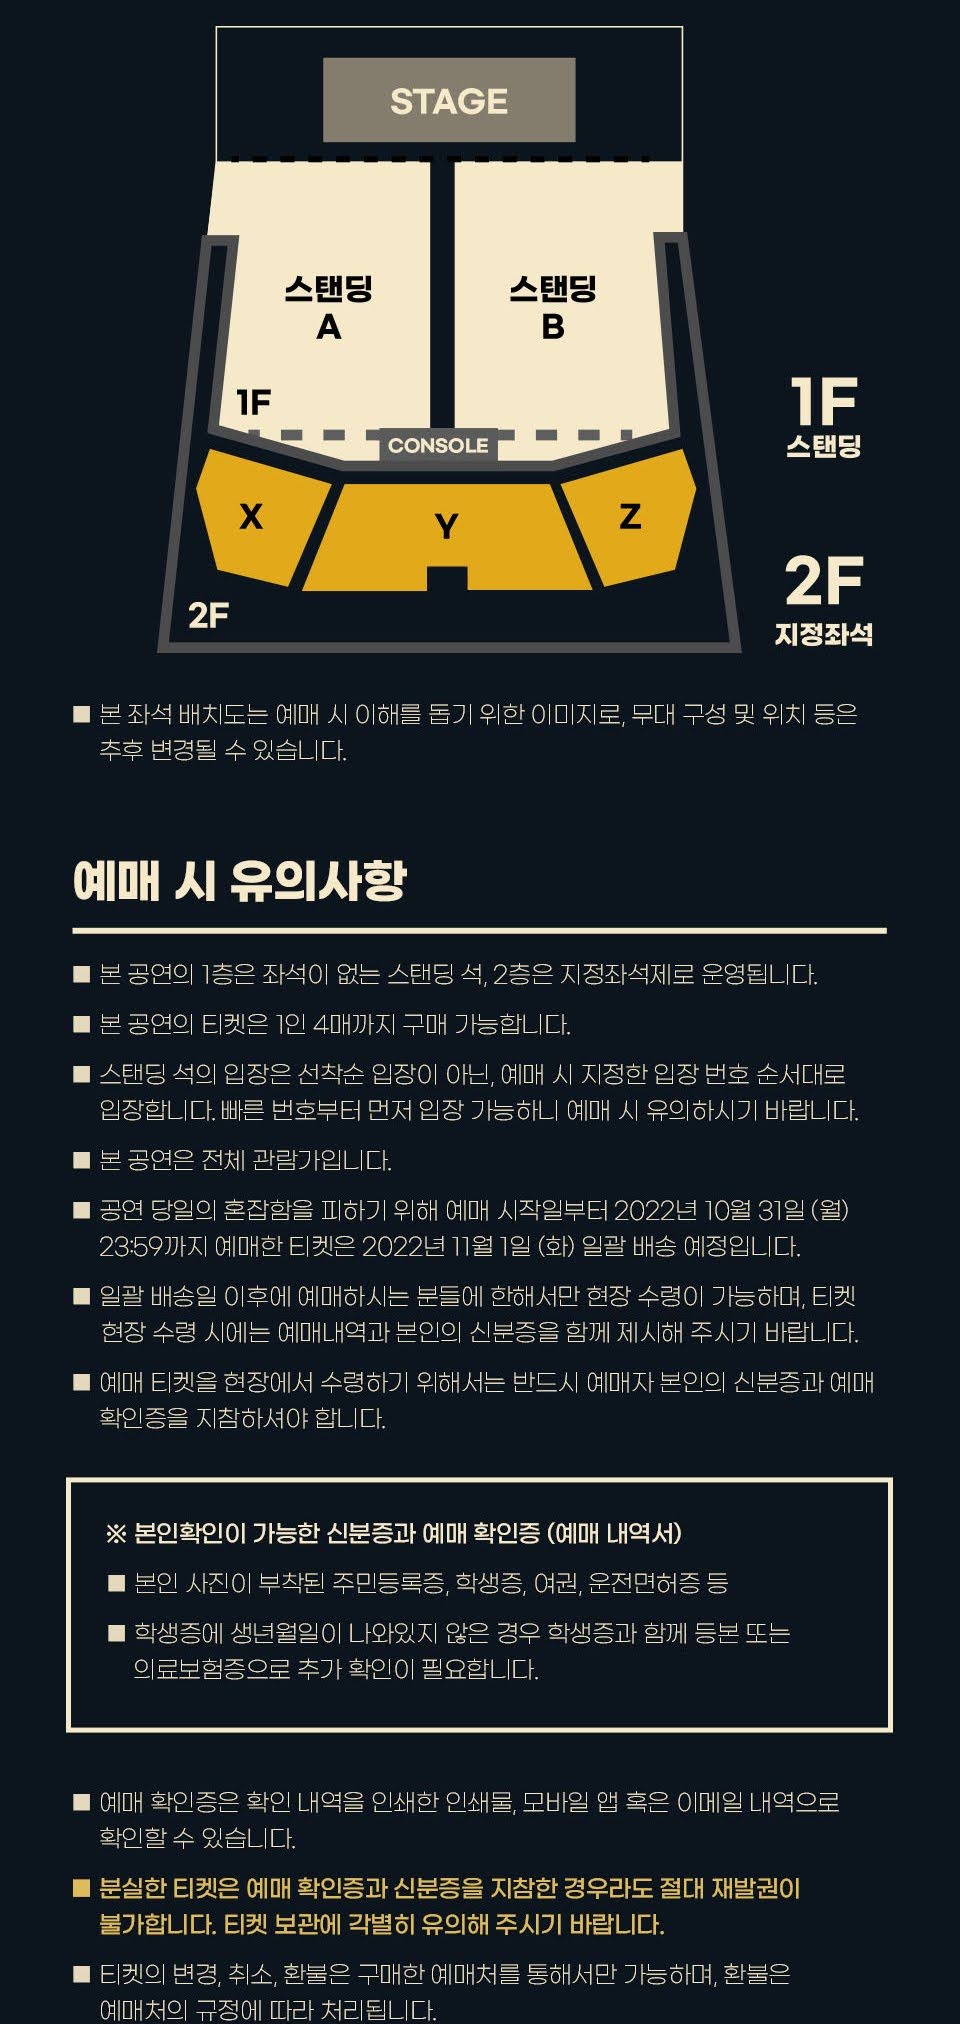 STAGE
스탠딩
A
스탠딩
B
1F
CONSOLE
1F
스탠딩
X
Y
Z
2F
2F
지정좌석
■ 본 좌석 배치도는 예매 시 이해를 돕기 위한 이미지로, 무대 구성 및 위치 등은
추후 변경될 수 있습니다.
예매 시 유의사항
■ 본 공연의 1층은 좌석이 없는 스탠딩 석, 2층은 지정좌석제로 운영됩니다.
■ 본 공연의 티켓은 1인 4매까지 구매 가능합니다.
■ 스탠딩 석의 입장은 선착순 입장이 아닌, 예매 시 지정한 입장 번호 순서대로
입장합니다. 빠른 번호부터 먼저 입장 가능하니 예매 시 유의하시기 바랍니다.
■ 본 공연은 전체 관람가입니다.
■ 공연 당일의 혼잡함을 피하기 위해 예매 시작일부터 2022년 10월 31일 (월)
23:59까지 예매한 티켓은 2022년 11월 1일 (화) 일괄 배송 예정입니다.
■ 일괄 배송일 이후에 예매하시는 분들에 한해서만 현장 수령이 가능하며, 티켓
현장 수령 시에는 예매내역과 본인의 신분증을 함께 제시해 주시기 바랍니다.
■ 예매 티켓을 현장에서 수령하기 위해서는 반드시 예매자 본인의 신분증과 예매
확인증을 지참하셔야 합니다.
※ 본인확인이 가능한 신분증과 예매 확인증 (예매 내역서)
■ 본인 사진이 부착된 주민등록증, 학생증, 여권, 운전면허증 등
■ 학생증에 생년월일이 나와있지 않은 경우 학생증과 함께 등본 또는
의료보험증으로 추가 확인이 필요합니다.
■ 예매 확인증은 확인 내역을 인쇄한 인쇄물, 모바일 앱 혹은 이메일 내역으로
확인할 수 있습니다.
■ 분실한 티켓은 예매 확인증과 신분증을 지참한 경우라도 절대 재발권이
불가합니다. 티켓 보관에 각별히 유의해 주시기 바랍니다.
■ 티켓의 변경, 취소, 환불은 구매한 예매처를 통해서만 가능하며, 환불은
예매처의 규정에 따라 처리됩니다.